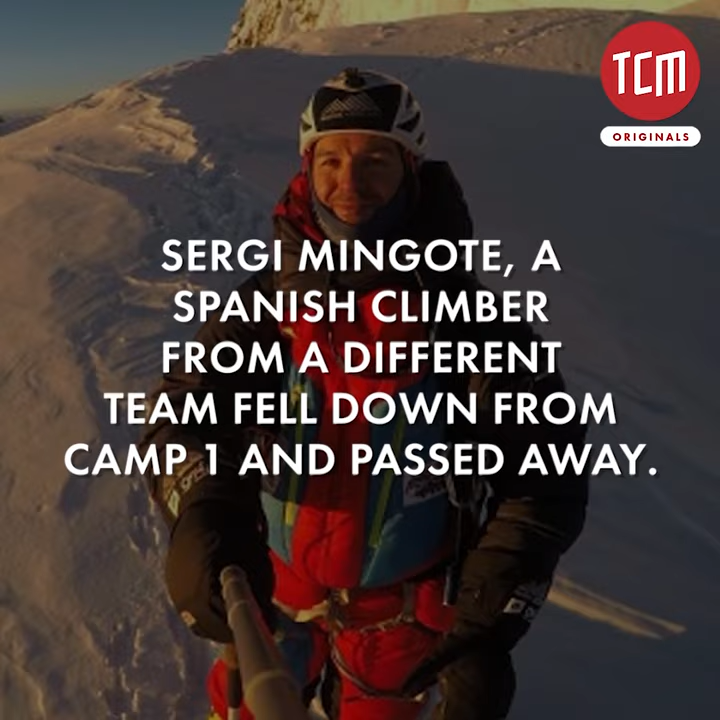 TCM
ORIGINALS
SERGI MINGOTE, A
SPANISH CLIMBER
FROM A DIFFERENT
TEAM FELL DOWN FROM
CAMP 1 AND PASSED AWAY.